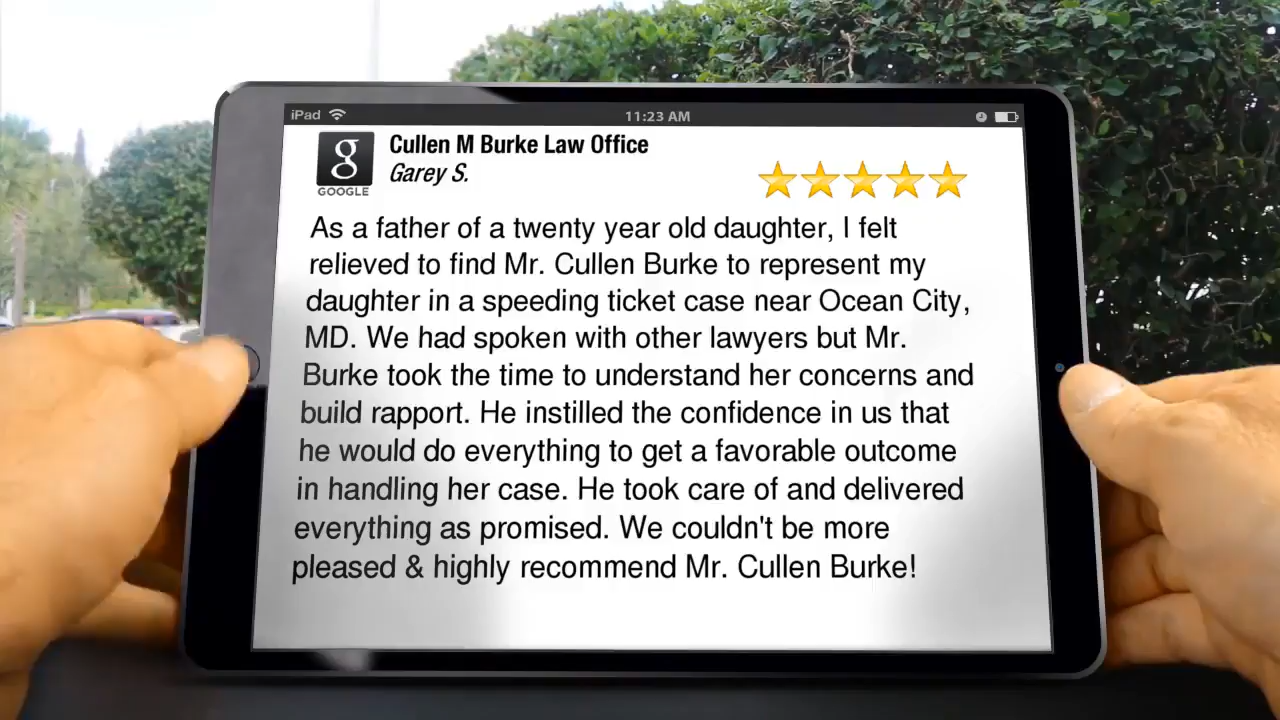 iPad 11:23 AM
g
GOOGLE
Cullen M Burke Law Office
Garey S.
As a father of a twenty year old daughter, I felt
relieved to find Mr. Cullen Burke to represent my
daughter in a speeding ticket case near Ocean City,
MD. We had spoken with other lawyers but Mr.
Burke took the time to understand her concerns and
build rapport. He instilled the confidence in us that
he would do everything to get a favorable outcome
in handling her case. He took care of and delivered
everything as promised. We couldn't be more
pleased & highly recommend Mr. Cullen Burke!